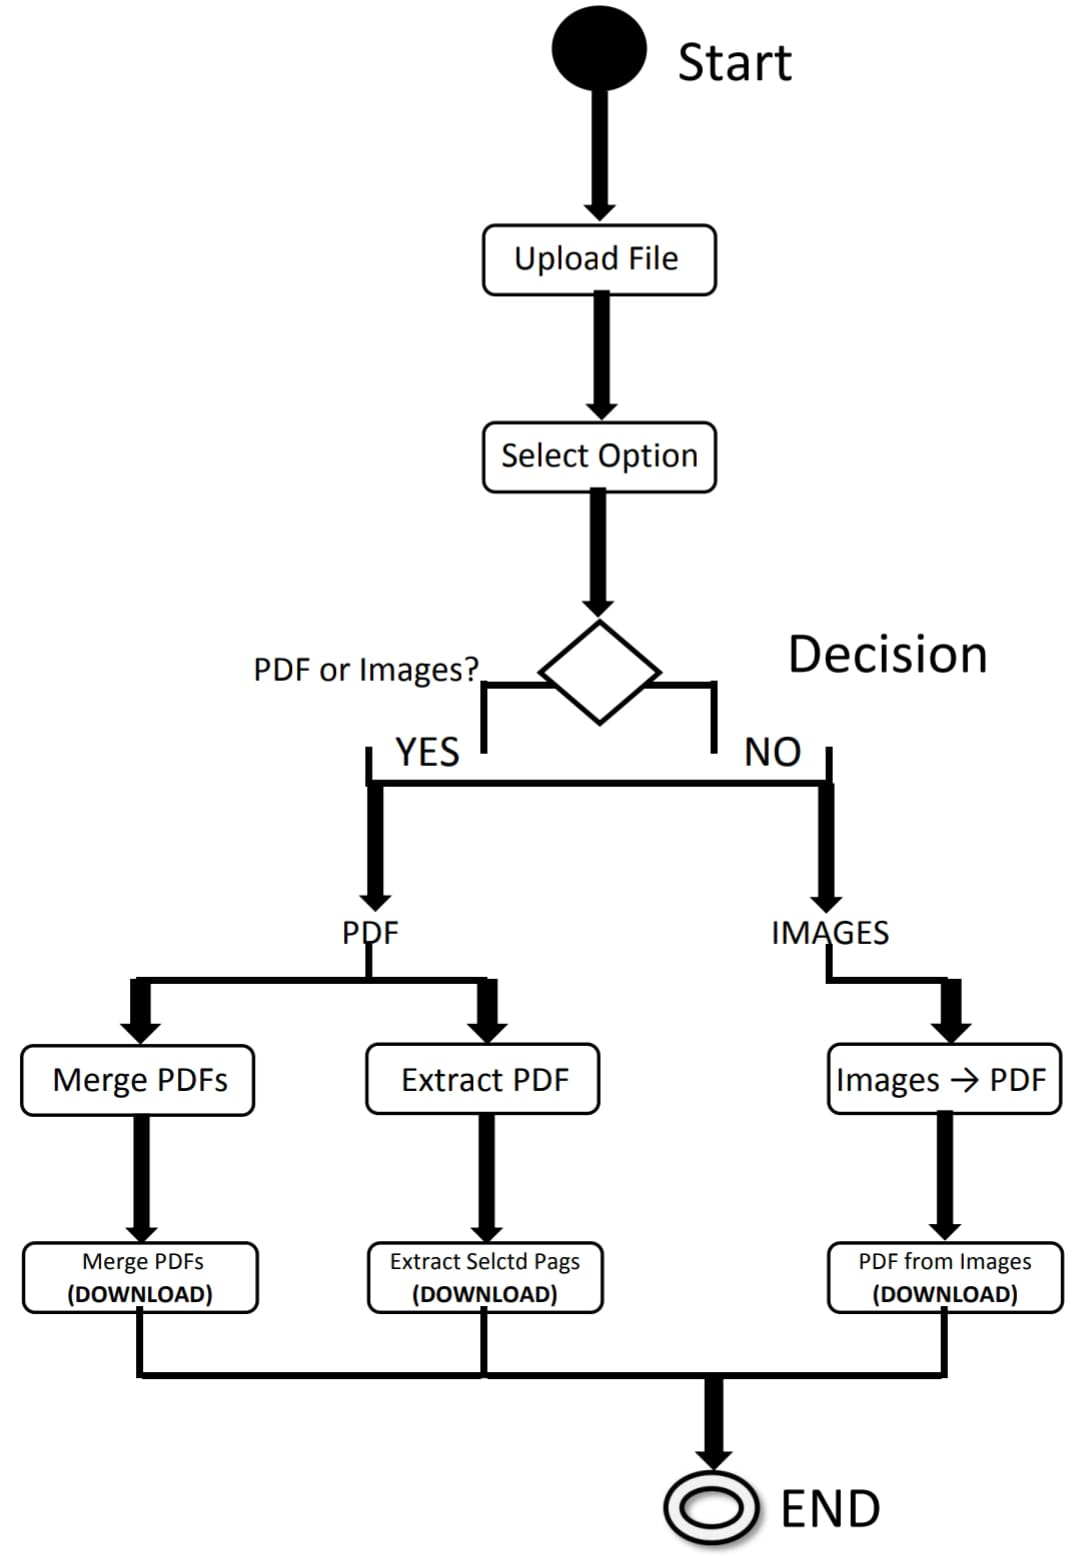 Start
Upload File
Select Option
Decision
PDF or Images?
YES
NO
PDF
IMAGES
Merge PDFs
Extract PDF
Images → PDF
Merge PDFs
(DOWNLOAD)
Extract Selctd Pags
(DOWNLOAD)
PDF from Images
(DOWNLOAD)
END